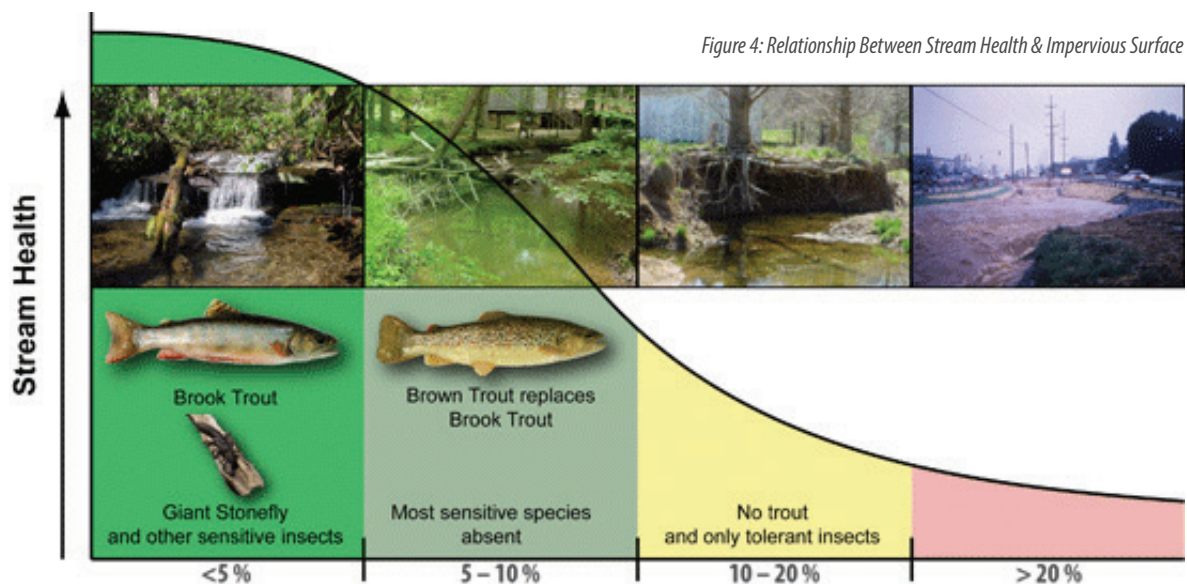 Figure 4: Relationship Between Stream Health & Impervious Surface
Stream Health
Brook Trout
Giant Stonefly
and other sensitive insects
Brown Trout replaces
Brook Trout
Most sensitive species
absent
No trout
and only tolerant insects
<5 %
5 – 10 %
10 – 20 %
> 20 %